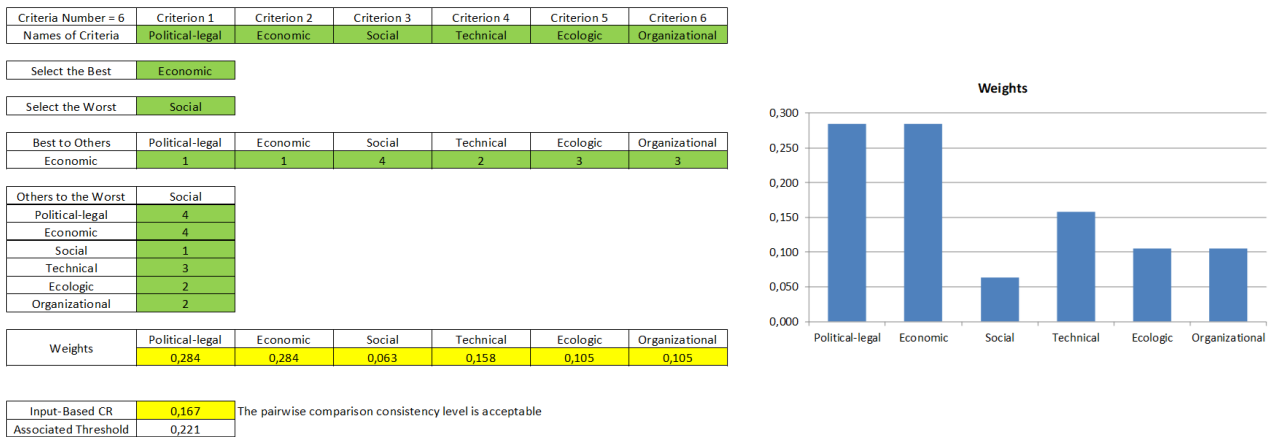 Criteria Number = 6 Criterion 1 Criterion 2 Criterion 3 Criterion 4 Criterion 5 Criterion 6
Names of Criteria Political-legal Economic Social Technical Ecologic Organizational
Select the Best Economic
Select the Worst Social
Best to Others Political-legal Economic Social Technical Ecologic Organizational
Economic 1 1 4 2 3 3
Others to the Worst Social
Political-legal 4
Economic 4
Social 1
Technical 3
Ecologic 2
Organizational 2
Weights Political-legal Economic Social Technical Ecologic Organizational
0,284 0,284 0,063 0,158 0,105 0,105
Input-Based CR 0,167 The pairwise comparison consistency level is acceptable
Associated Threshold 0,221
Weights
0,300
0,250
0,200
0,150
0,100
0,050
0,000
Political-legal Economic Social Technical Ecologic Organizational